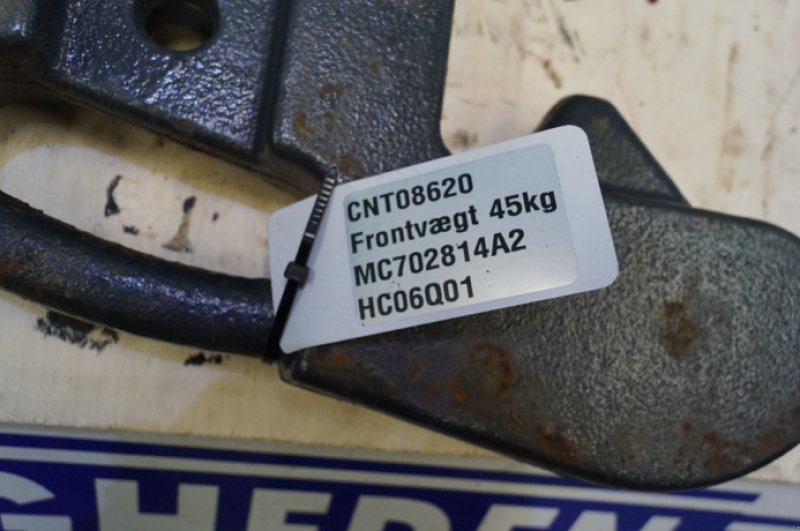 CNT08620
Frontvægt 45kg
MC702814A2
HC06Q01